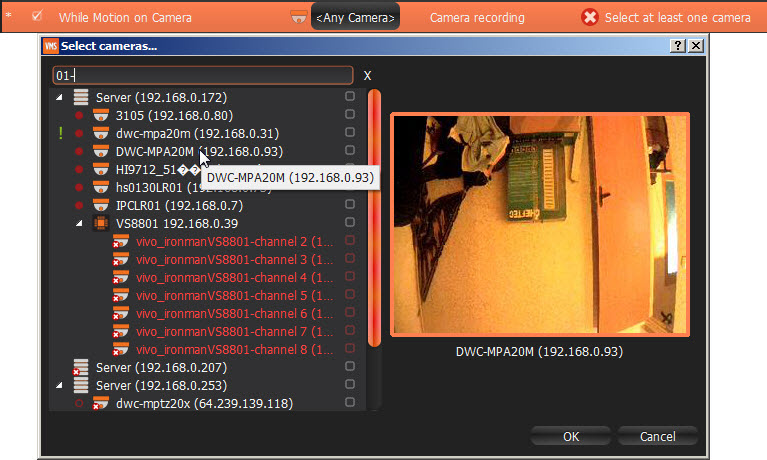 * While Motion on Camera <Any Camera> Camera recording Select at least one camera
VMS Select cameras... ? X
01- X
Server (192.168.0.172)
3105 (192.168.0.80)
! dwc-mpa20m (192.168.0.31)
DWC-MPA20M (192.168.0.93)
HI9712_51��
DWC-MPA20M (192.168.0.93)
hs0130LR01 (192.168.0.
IPCLR01 (192.168.0.7)
VS8801 192.168.0.39
vivo_ironmanVS8801-channel 2 (1...
vivo_ironmanVS8801-channel 3 (1...
vivo_ironmanVS8801-channel 4 (1...
vivo_ironmanVS8801-channel 5 (1...
vivo_ironmanVS8801-channel 6 (1...
vivo_ironmanVS8801-channel 7 (1...
vivo_ironmanVS8801-channel 8 (1...
Server (192.168.0.207)
Server (192.168.0.253)
dwc-mptz20x (64.239.139.118)
CHIEFTEC
DWC-MPA20M (192.168.0.93)
OK Cancel